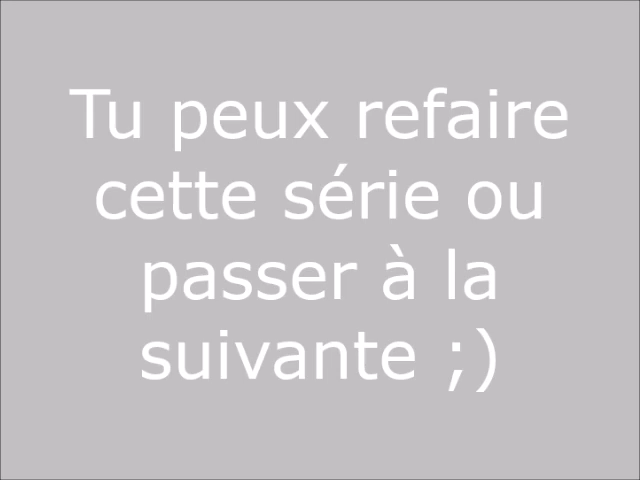 Tu peux refaire
cette série ou
passer à la
suivante ;)